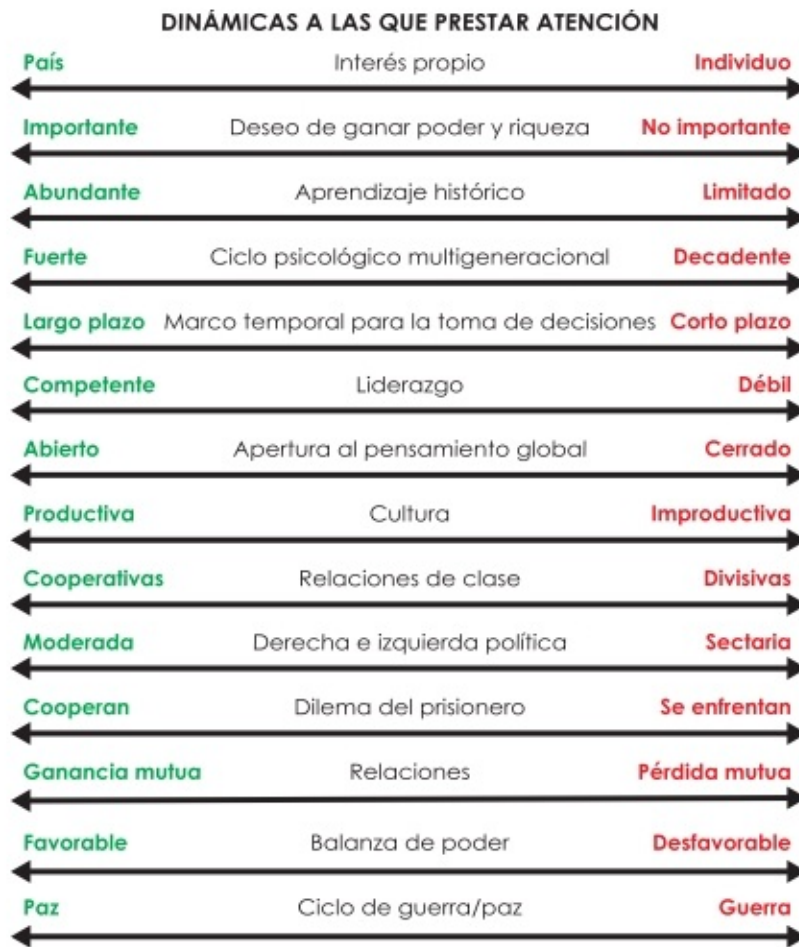 DINÁMICAS A LAS QUE PRESTAR ATENCIÓN
País Interés propio Individuo
Importante Deseo de ganar poder y riqueza No importante
Abundante Aprendizaje histórico Limitado
Fuerte Ciclo psicológico multigeneracional Decadente
Largo plazo Marco temporal para la toma de decisiones Corto plazo
Competente Liderazgo Débil
Abierto Apertura al pensamiento global Cerrado
Productiva Cultura Improductiva
Cooperativas Relaciones de clase Divisivas
Moderada Derecha e izquierda política Sectaria
Cooperan Dilema del prisionero Se enfrentan
Ganancia mutua Relaciones Pérdida mutua
Favorable Balanza de poder Desfavorable
Paz Ciclo de guerra/paz Guerra